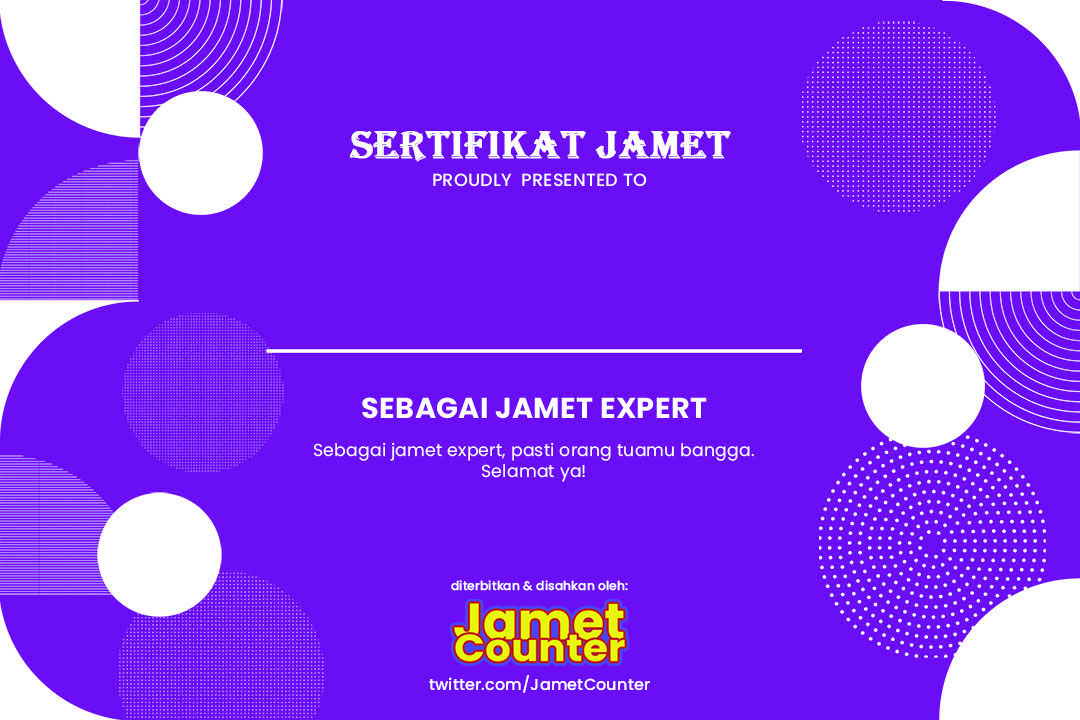 SERTIFIKAT JAMET
PROUDLY PRESENTED TO
SEBAGAI JAMET EXPERT
Sebagai jamet expert, pasti orang tuamu bangga.
Selamat ya!
diterbitkan & disahkan oleh:
Jamet
Counter
twitter.com/JametCounter